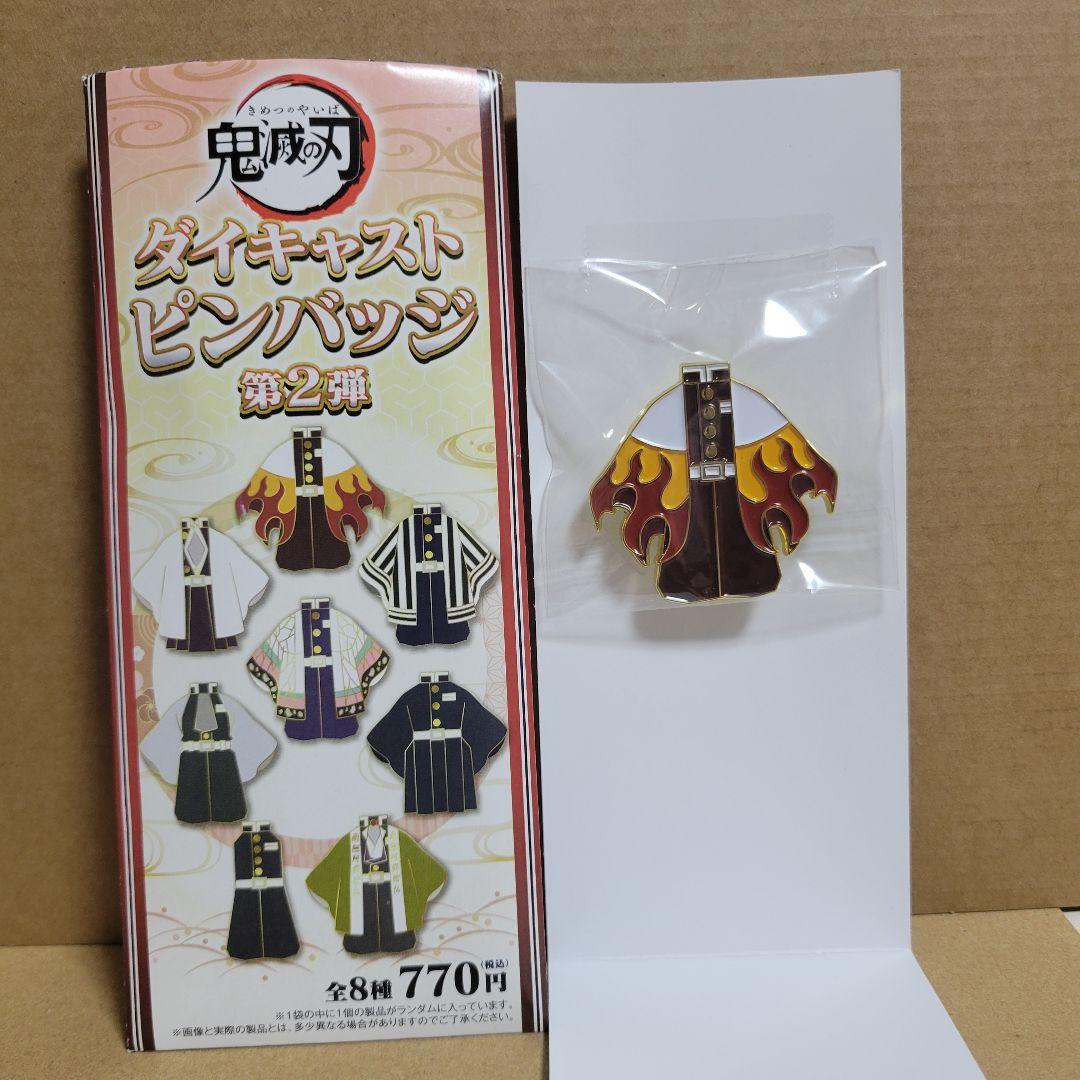 きめつのやいば
鬼滅の刃
ダイキャスト
ピンバッジ
第2弾
全8種 770円(税込)
※1袋の中に1個の製品がランダムに入っています。
※画像と実際の製品とは、多少異なる場合がありますのでご了承ください。